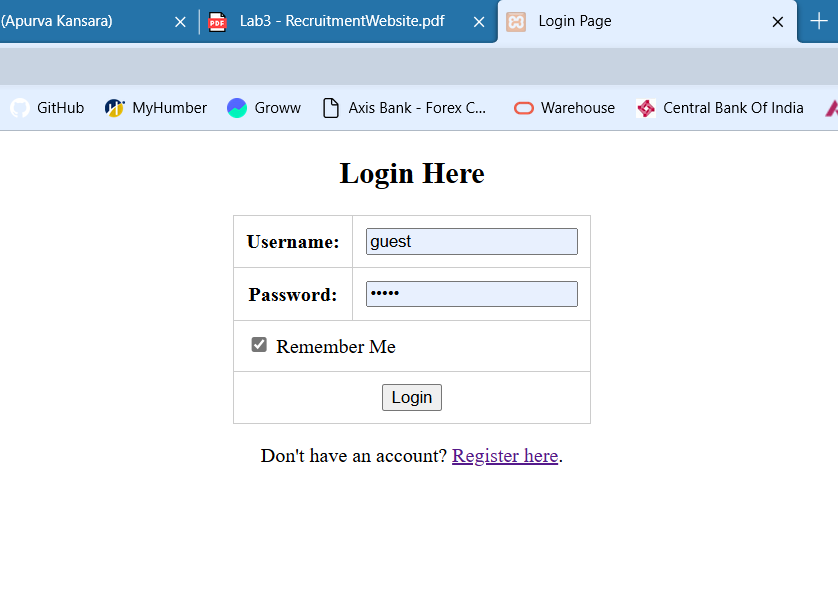 (Apurva Kansara) Lab3 - RecruitmentWebsite.pdf Login Page
GitHub MyHumber Groww Axis Bank - Forex C... Warehouse Central Bank Of India
Login Here
Username: guest
Password: •••••
Remember Me
Login
Don't have an account? Register here.